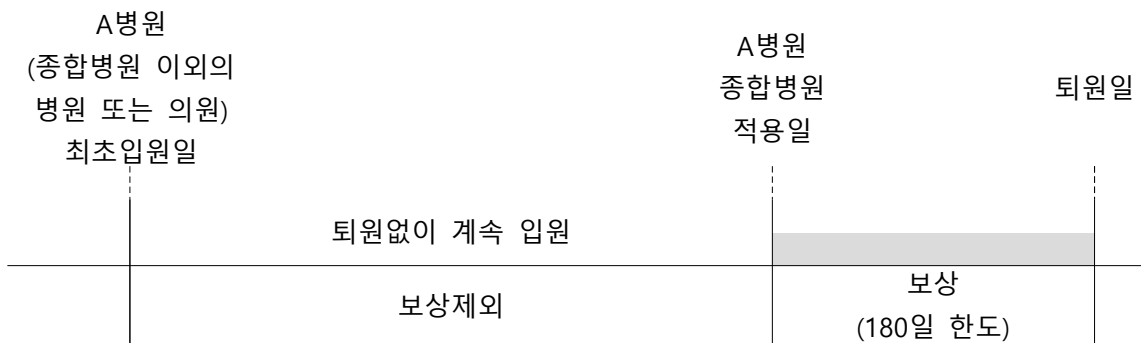 A병원
(종합병원 이외의
병원 또는 의원)
최초입원일
A병원
종합병원
적용일
퇴원일
퇴원없이 계속 입원
보상제외
보상
(180일 한도)